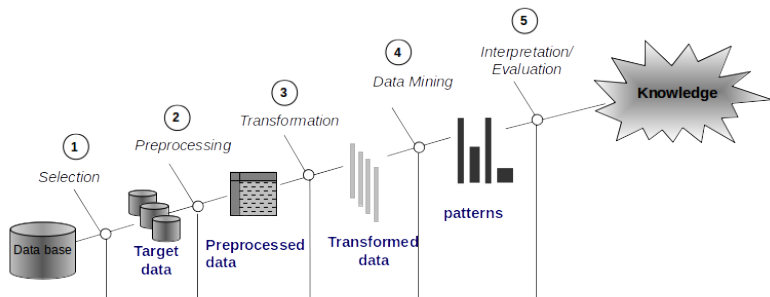 1
Selection
2
Preprocessing
3
Transformation
4
Data Mining
5
Interpretation/
Evaluation
Data base
Target
data
Preprocessed
data
Transformed
data
patterns
Knowledge